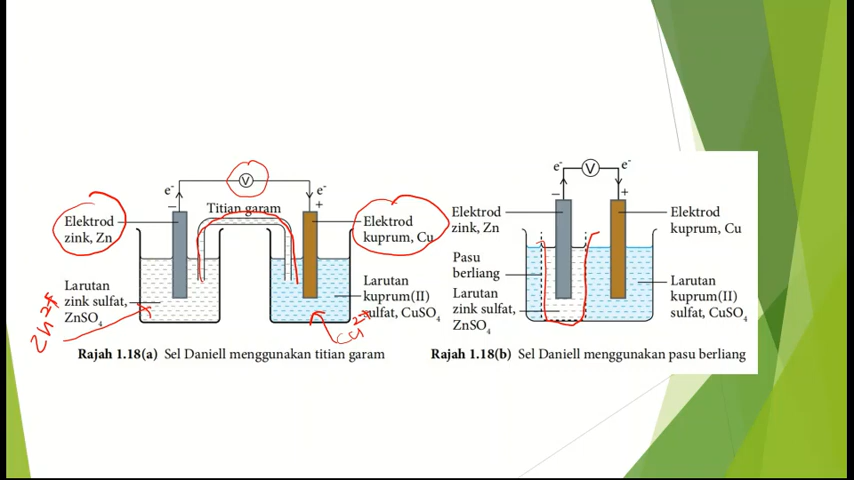 V
e-
e-
−
+
Titian garam
Elektrod
zink, Zn
Elektrod
kuprum, Cu
Larutan
zink sulfat,
ZnSO4
Larutan
kuprum(II)
sulfat, CuSO4
Zn2+
Cu2+
Rajah 1.18(a) Sel Daniell menggunakan titian garam
V
e-
e-
−
+
Elektrod
zink, Zn
Elektrod
kuprum, Cu
Pasu
berliang
Larutan
zink sulfat,
ZnSO4
Larutan
kuprum(II)
sulfat, CuSO4
Rajah 1.18(b) Sel Daniell menggunakan pasu berliang